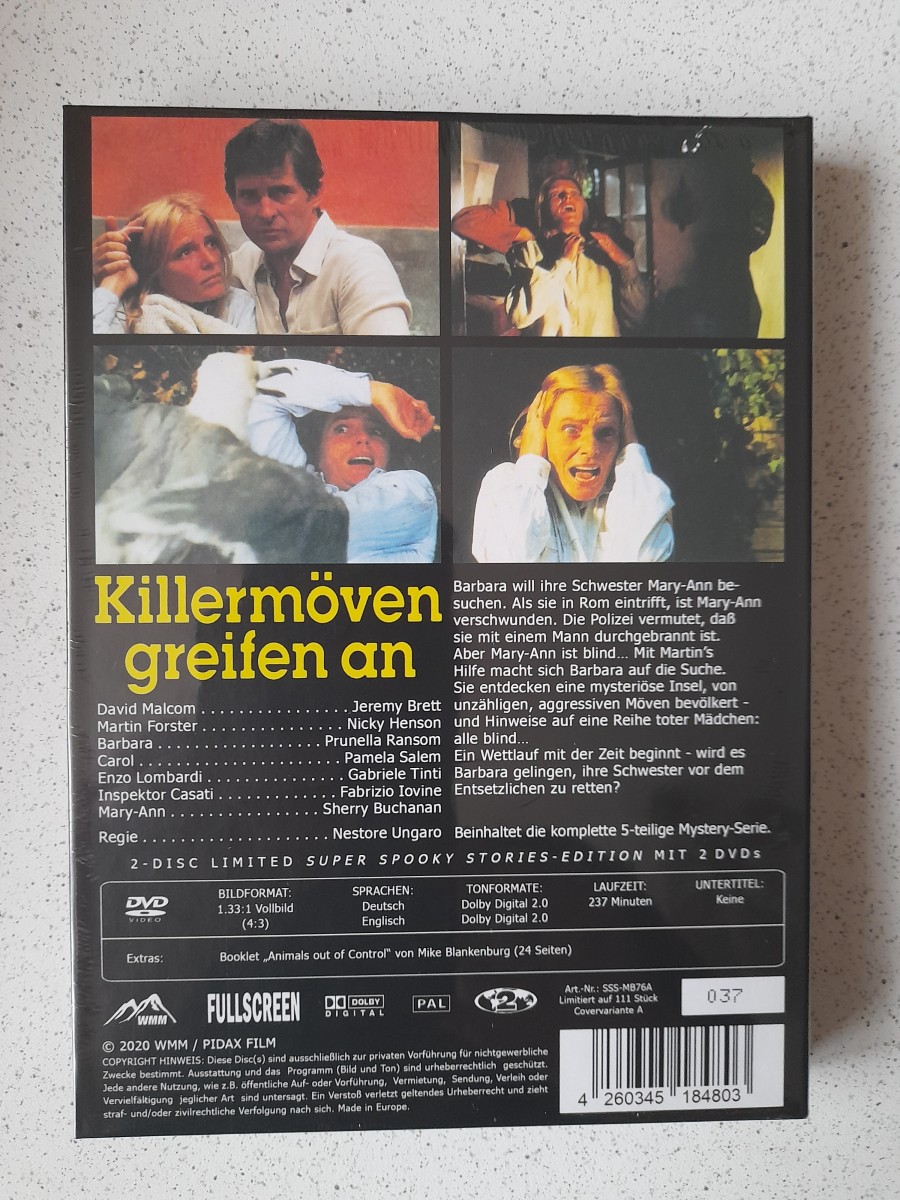 Killermöven
greifen an
David Malcom . . . . . . . . . . . . . . . . Jeremy Brett
Martin Forster . . . . . . . . . . . . . . . Nicky Henson
Barbara . . . . . . . . . . . . . . . . . . Prunella Ransom
Carol . . . . . . . . . . . . . . . . . . . . . . Pamela Salem
Enzo Lombardi . . . . . . . . . . . . . . Gabriele Tinti
Inspektor Casati . . . . . . . . . . . . Fabrizio Iovine
Mary-Ann . . . . . . . . . . . . . . . . Sherry Buchanan
Regie . . . . . . . . . . . . . . . . . . . . Nestore Ungaro
Barbara will ihre Schwester Mary-Ann be-
suchen. Als sie in Rom eintrifft, ist Mary-Ann
verschwunden. Die Polizei vermutet, daß
sie mit einem Mann durchgebrannt ist.
Aber Mary-Ann ist blind... Mit Martin's
Hilfe macht sich Barbara auf die Suche.
Sie entdecken eine mysteriöse Insel, von
unzähligen, aggressiven Möven bevölkert -
und Hinweise auf eine Reihe toter Mädchen:
alle blind...
Ein Wettlauf mit der Zeit beginnt - wird es
Barbara gelingen, ihre Schwester vor dem
Entsetzlichen zu retten?
Beinhaltet die komplette 5-teilige Mystery-Serie.
2-DISC LIMITED SUPER SPOOKY STORIES-EDITION MIT 2 DVDs
DVD
VIDEO
BILDFORMAT:
1.33:1 Vollbild
(4:3)
SPRACHEN:
Deutsch
Englisch
TONFORMATE:
Dolby Digital 2.0
Dolby Digital 2.0
LAUFZEIT:
237 Minuten
UNTERTITEL:
Keine
Extras: Booklet „Animals out of Control" von Mike Blankenburg (24 Seiten)
WMM
FULLSCREEN
DOLBY
DIGITAL
PAL
2
Art.-Nr.: SSS-MB76A
Limitiert auf 111 Stück
Covervariante A
037
© 2020 WMM / PIDAX FILM
COPYRIGHT HINWEIS: Diese Disc(s) sind ausschließlich zur privaten Vorführung für nichtgewerbliche
Zwecke bestimmt. Ausstattung und das Programm (Bild und Ton) sind urheberrechtlich geschützt.
Jede andere Nutzung, wie z.B. öffentliche Auf- oder Vorführung, Vermietung, Sendung, Verleih oder
Vervielfältigung jeglicher Art sind untersagt. Ein Verstoß verletzt geltendes Urheberrecht und zieht
straf- und/oder zivilrechtliche Verfolgung nach sich. Made in Europe.
4 260345 184803